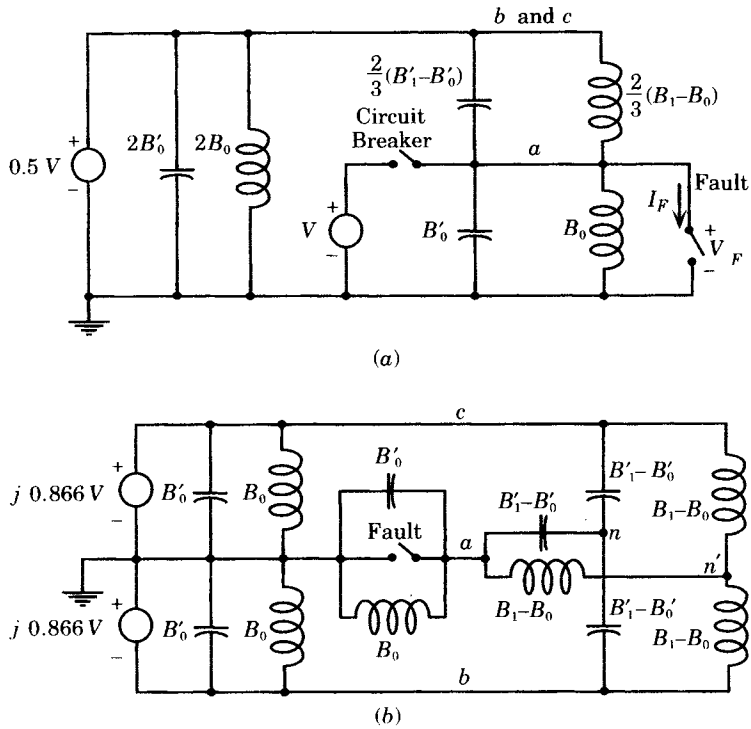 b and c
2/3(B′₁–B′₀)
2/3(B₁–B₀)
Circuit
Breaker
+
0.5 V
–
2B′₀
2B₀
a
Fault
I_F
+
V
–
B′₀
B₀
+
V_F
–
(a)
c
+
j 0.866 V
–
B′₀
B₀
B′₀
Fault
a
B′₁–B′₀
B′₁–B′₀
B₁–B₀
n
n′
B₁–B₀
B₀
+
j 0.866 V
–
B′₀
B₀
B′₁–B₀′
B₁–B₀
b
(b)